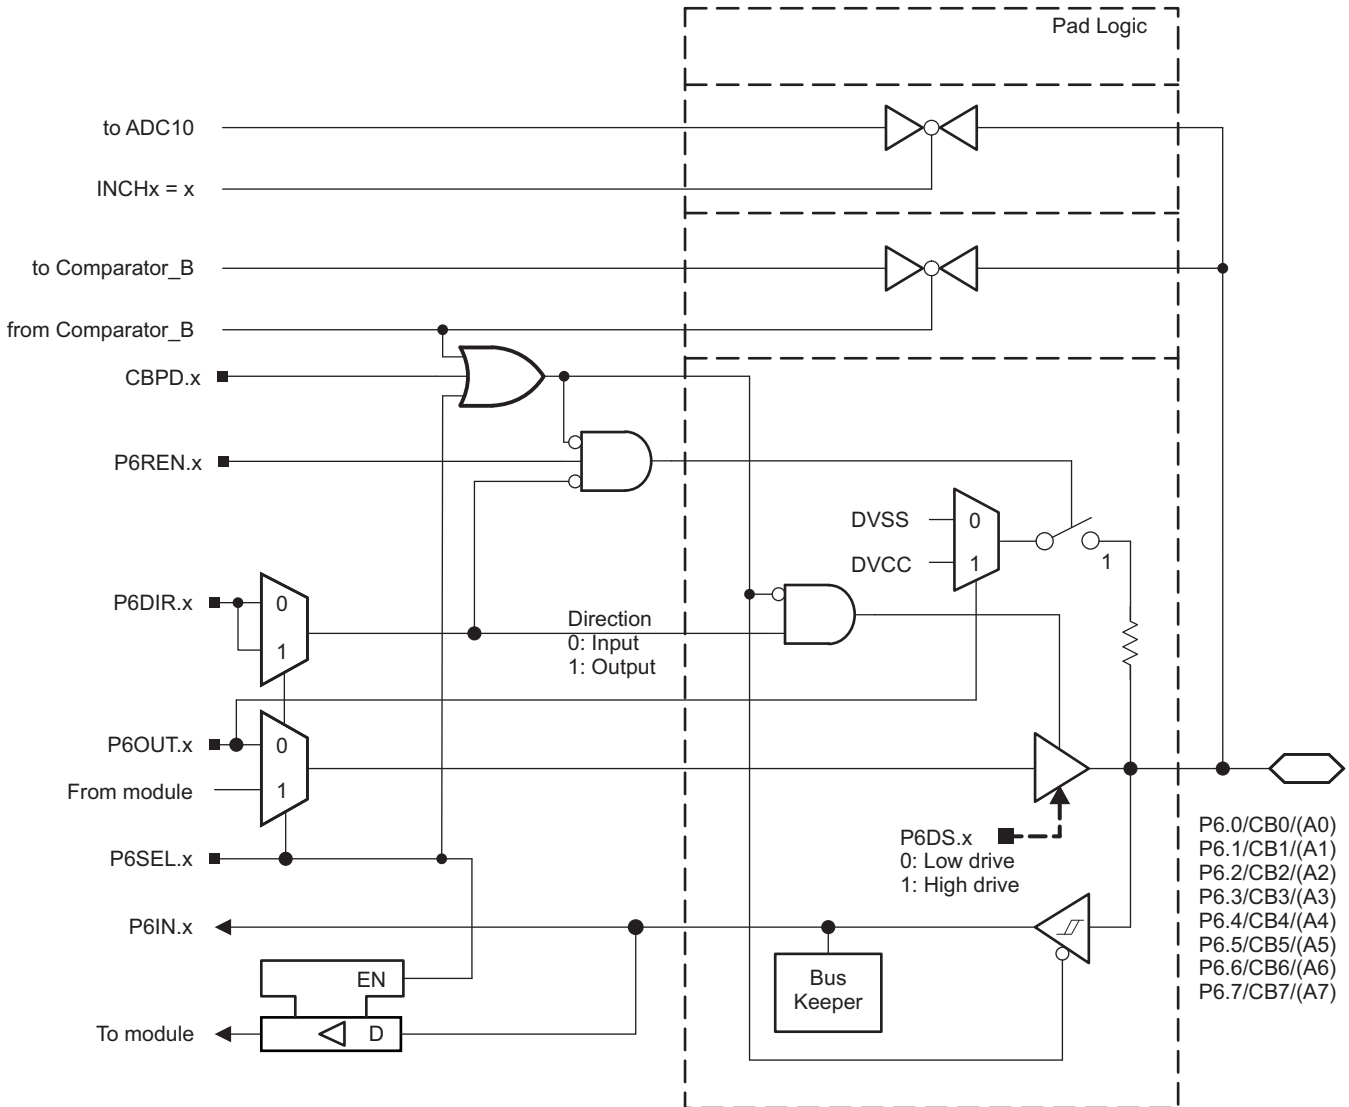 Pad Logic
to ADC10
INCHx = x
to Comparator_B
from Comparator_B
CBPD.x
P6REN.x
DVSS
0
DVCC
1
1
P6DIR.x
0
1
Direction
0: Input
1: Output
P6OUT.x
0
From module
1
P6SEL.x
P6DS.x
0: Low drive
1: High drive
P6.0/CB0/(A0)
P6.1/CB1/(A1)
P6.2/CB2/(A2)
P6.3/CB3/(A3)
P6.4/CB4/(A4)
P6.5/CB5/(A5)
P6.6/CB6/(A6)
P6.7/CB7/(A7)
P6IN.x
EN
Bus
Keeper
To module
D